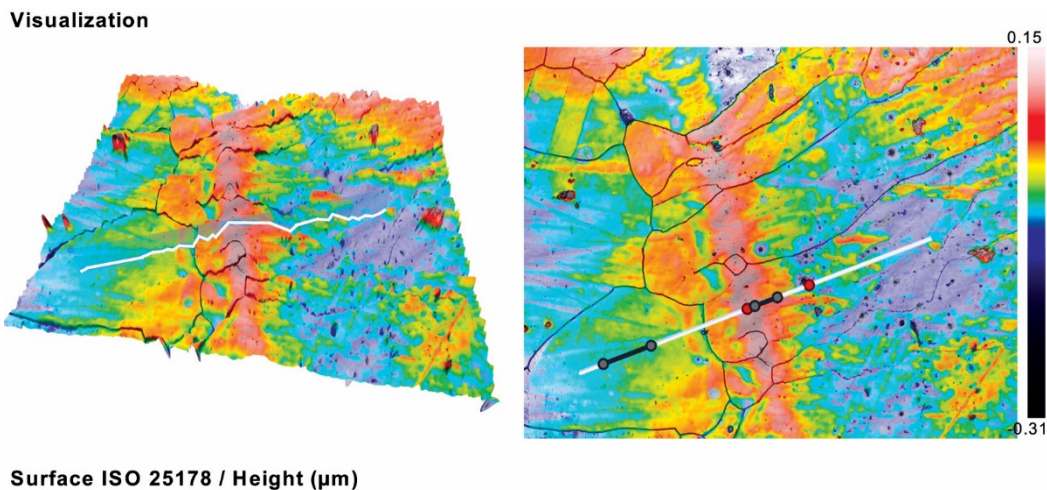 Visualization
0.15
-0.31
Surface ISO 25178 / Height (µm)